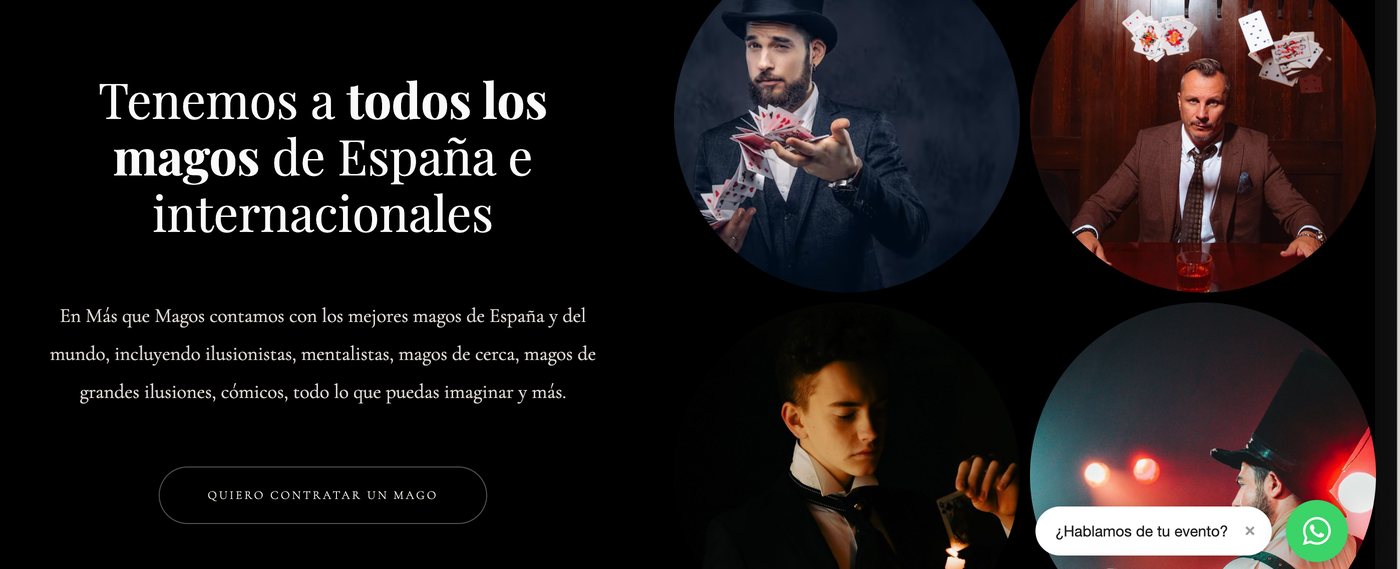 Tenemos a todos los
magos de España e
internacionales
En Más que Magos contamos con los mejores magos de España y del
mundo, incluyendo ilusionistas, mentalistas, magos de cerca, magos de
grandes ilusiones, cómicos, todo lo que puedas imaginar y más.
QUIERO CONTRATAR UN MAGO
¿Hablamos de tu evento?